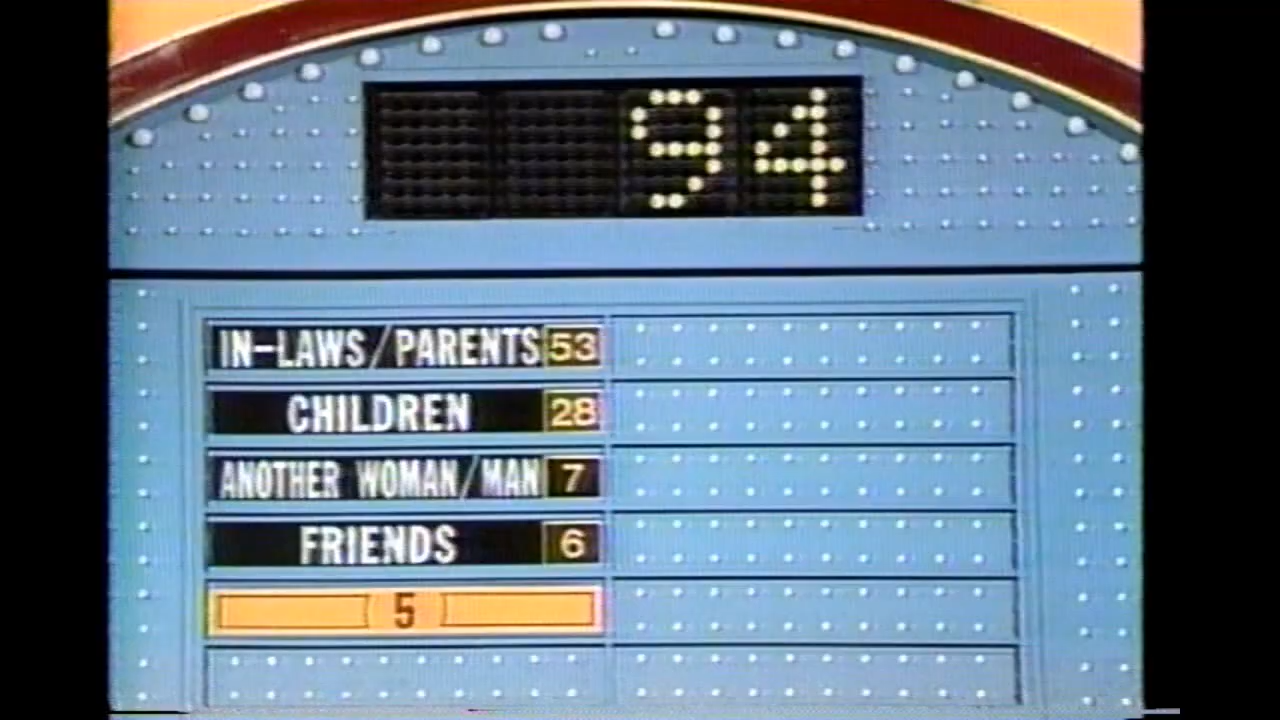 94
IN-LAWS/PARENTS 53
CHILDREN 28
ANOTHER WOMAN/MAN 7
FRIENDS 6
5